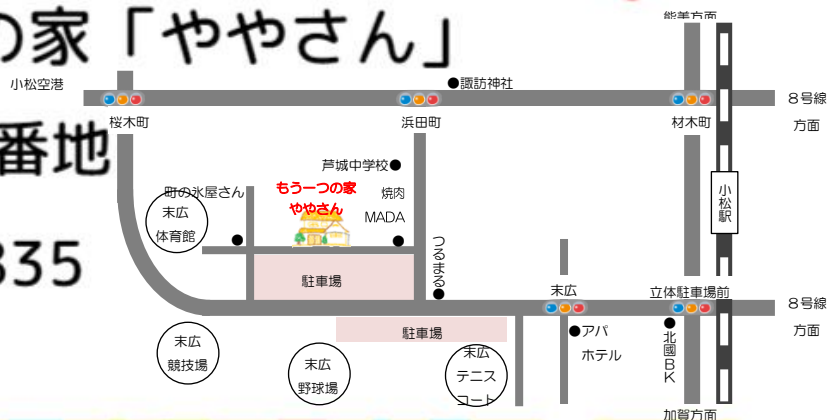 の家「ややさん」
番地
335
能美方面
小松空港
諏訪神社
8号線
方面
桜木町
浜田町
材木町
芦城中学校
町の氷屋さん
もう一つの家
ややさん
焼肉
MADA
末広
体育館
小松駅
つるまる
駐車場
末広
立体駐車場前
8号線
方面
駐車場
アパ
ホテル
北國BK
末広
競技場
末広
野球場
末広
テニス
コート
加賀方面